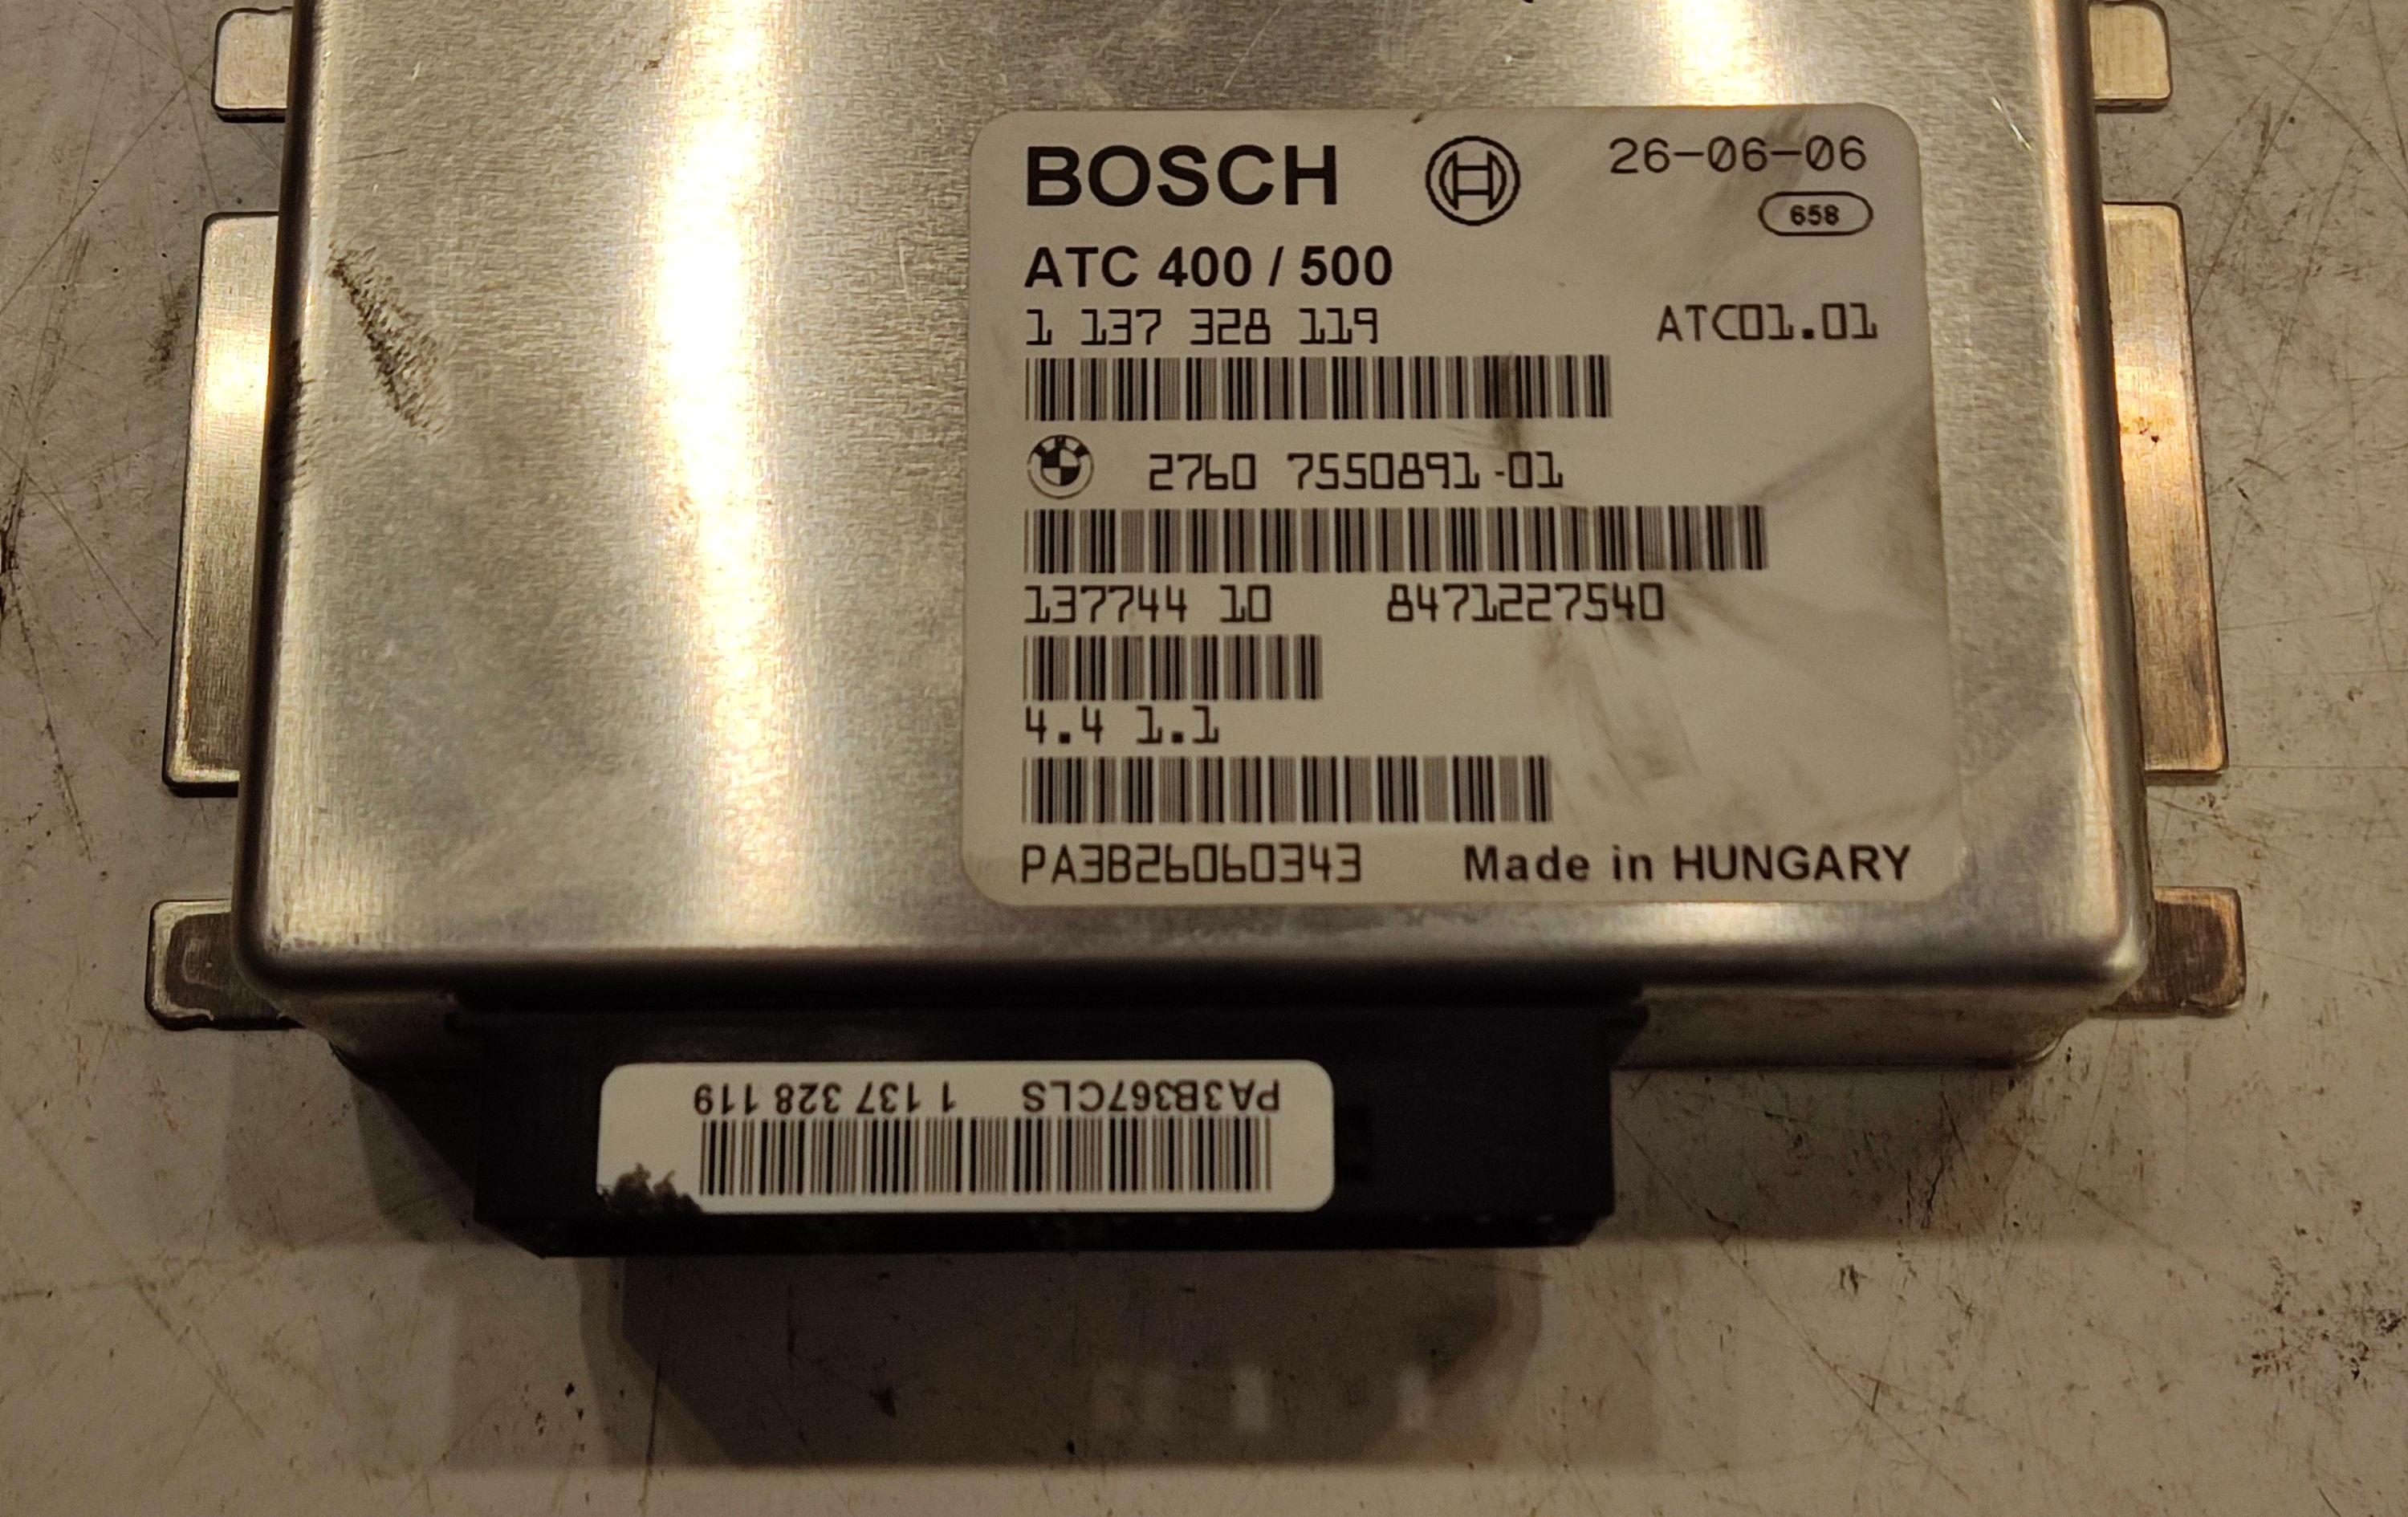 BOSCH 26-06-06
658
ATC 400 / 500
1 137 328 119 ATC01.01
2760 7550891-01
137744 10 8471227540
4.4 1.1
PA3B26060343 Made in HUNGARY
PA3B367CLS 1 137 328 119